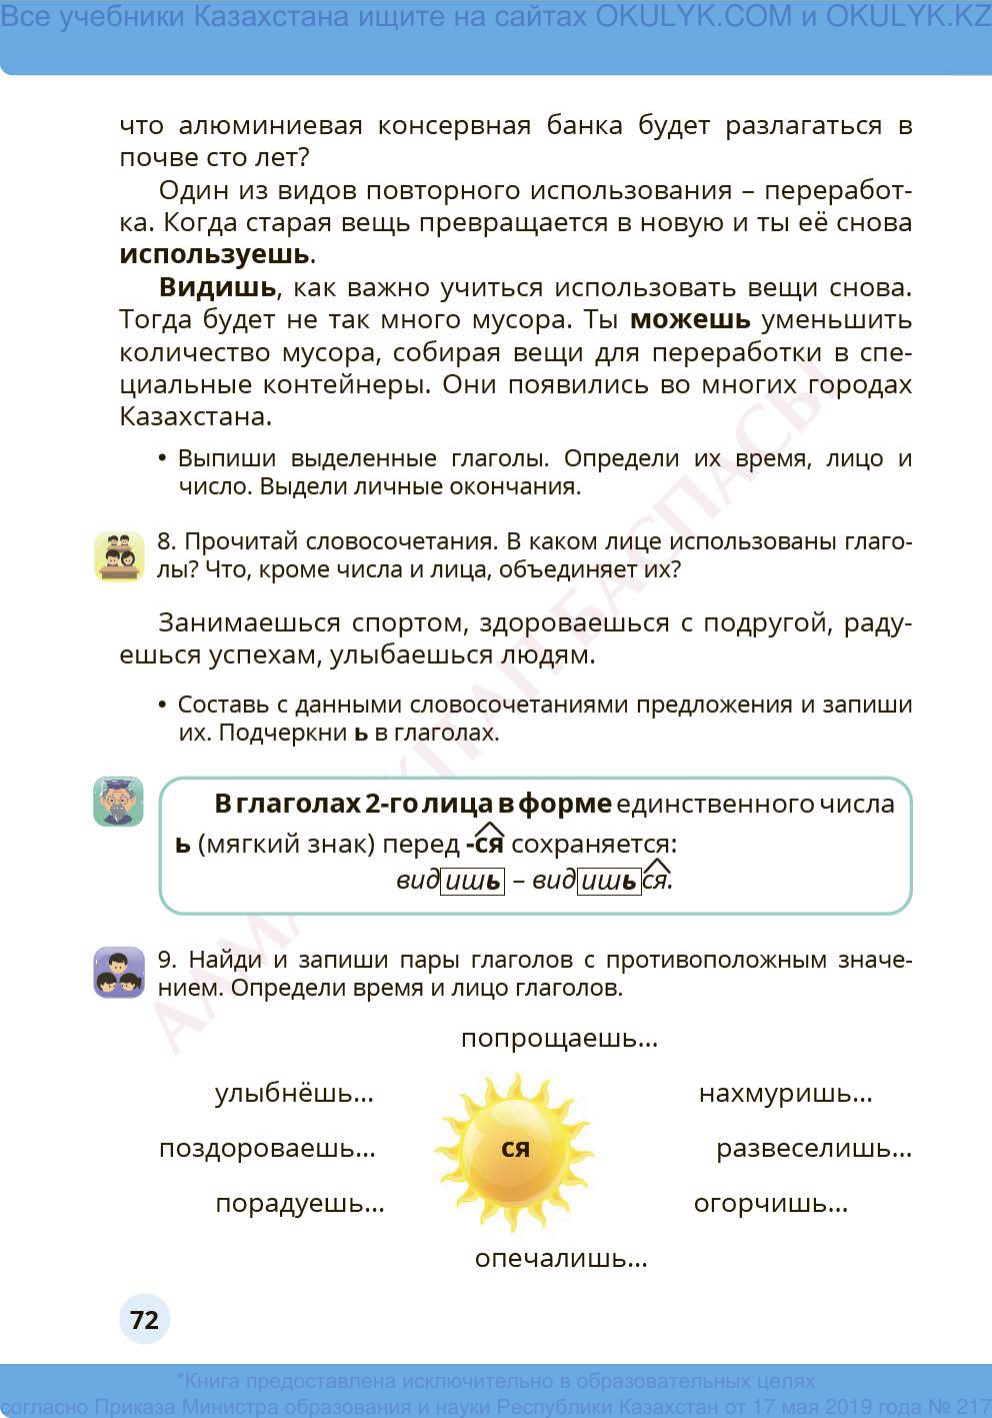 Все учебники Казахстана ищите на сайтах OKULYK.COM и OKULYK.KZ
что алюминиевая консервная банка будет разлагаться в
почве сто лет?
Один из видов повторного использования – переработ-
ка. Когда старая вещь превращается в новую и ты её снова
используешь.
Видишь, как важно учиться использовать вещи снова.
Тогда будет не так много мусора. Ты можешь уменьшить
количество мусора, собирая вещи для переработки в спе-
циальные контейнеры. Они появились во многих городах
Казахстана.
• Выпиши выделенные глаголы. Определи их время, лицо и
число. Выдели личные окончания.
8. Прочитай словосочетания. В каком лице использованы глаго-
лы? Что, кроме числа и лица, объединяет их?
Занимаешься спортом, здороваешься с подругой, раду-
ешься успехам, улыбаешься людям.
• Составь с данными словосочетаниями предложения и запиши
их. Подчеркни ь в глаголах.
В глаголах 2-го лица в форме единственного числа
ь (мягкий знак) перед -ся сохраняется:
видишь – видишься.
9. Найди и запиши пары глаголов с противоположным значе-
нием. Определи время и лицо глаголов.
попрощаешь...
улыбнёшь...
нахмуришь...
поздороваешь...
ся
развеселишь...
порадуешь...
огорчишь...
опечалишь...
72
*Книга предоставлена исключительно в образовательных целях
согласно Приказа Министра образования и науки Республики Казахстан от 17 мая 2019 года № 217
АЛМАТЫКІТАП БАСПАСЫ